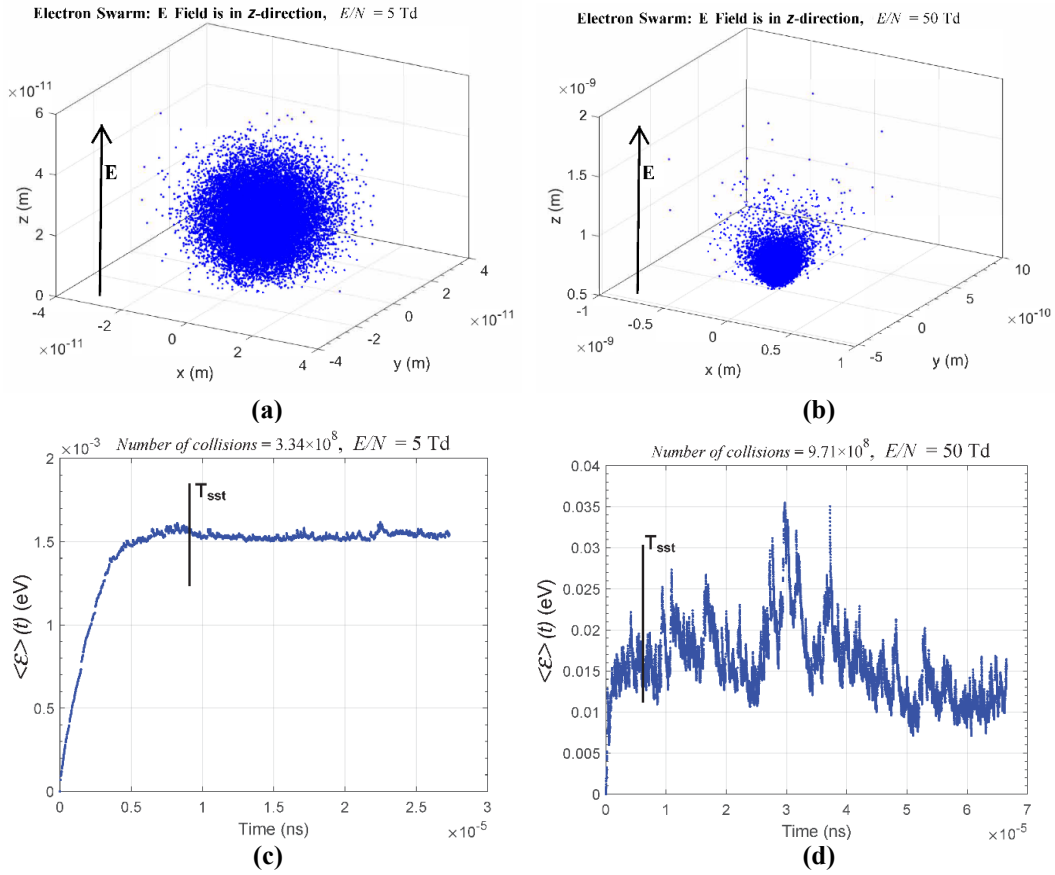 Electron Swarm: E Field is in z-direction, E/N = 5 Td
×10⁻¹¹
6
4
2
0
z (m)
E
-4
-2
0
2
4
×10⁻¹¹
x (m)
-4
-2
0
2
4
×10⁻¹¹
y (m)
(a)
Electron Swarm: E Field is in z-direction, E/N = 50 Td
×10⁻⁹
2
1.5
1
0.5
z (m)
E
-1
-0.5
0
0.5
1
×10⁻⁹
x (m)
-5
0
5
10
×10⁻¹⁰
y (m)
(b)
Number of collisions = 3.34×10⁸, E/N = 5 Td
×10⁻³
2
1.5
1
0.5
0
<ε>(t) (eV)
Tsst
0
0.5
1
1.5
2
2.5
3
×10⁻⁵
Time (ns)
(c)
Number of collisions = 9.71×10⁸, E/N = 50 Td
0.04
0.035
0.03
0.025
0.02
0.015
0.01
0.005
0
<ε>(t) (eV)
Tsst
0
1
2
3
4
5
6
7
×10⁻⁵
Time (ns)
(d)